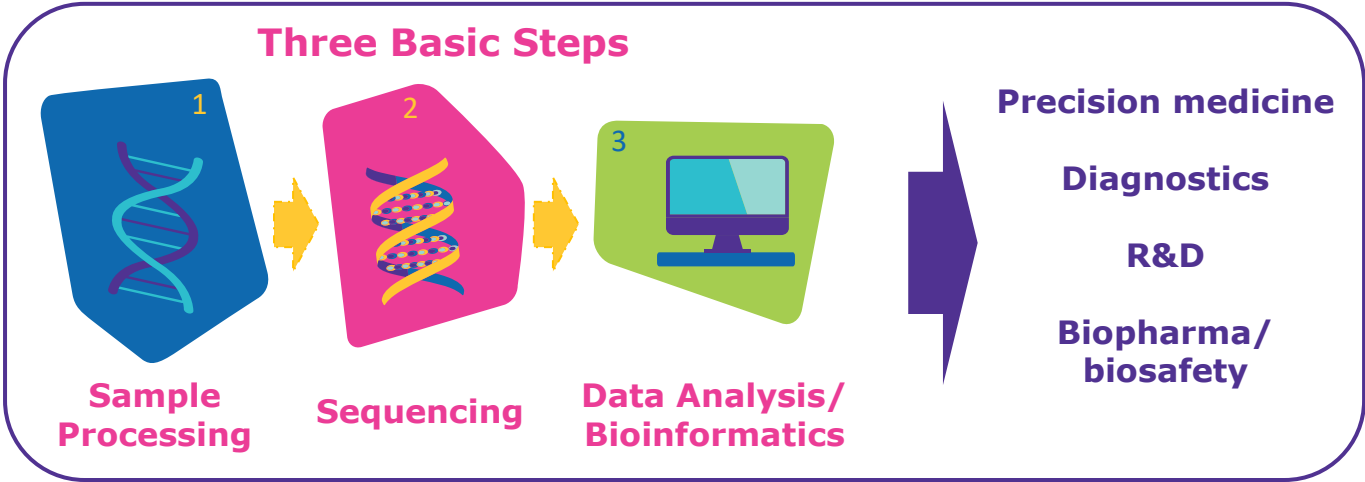 Three Basic Steps
1
2
3
Sample
Processing
Sequencing
Data Analysis/
Bioinformatics
Precision medicine
Diagnostics
R&D
Biopharma/
biosafety